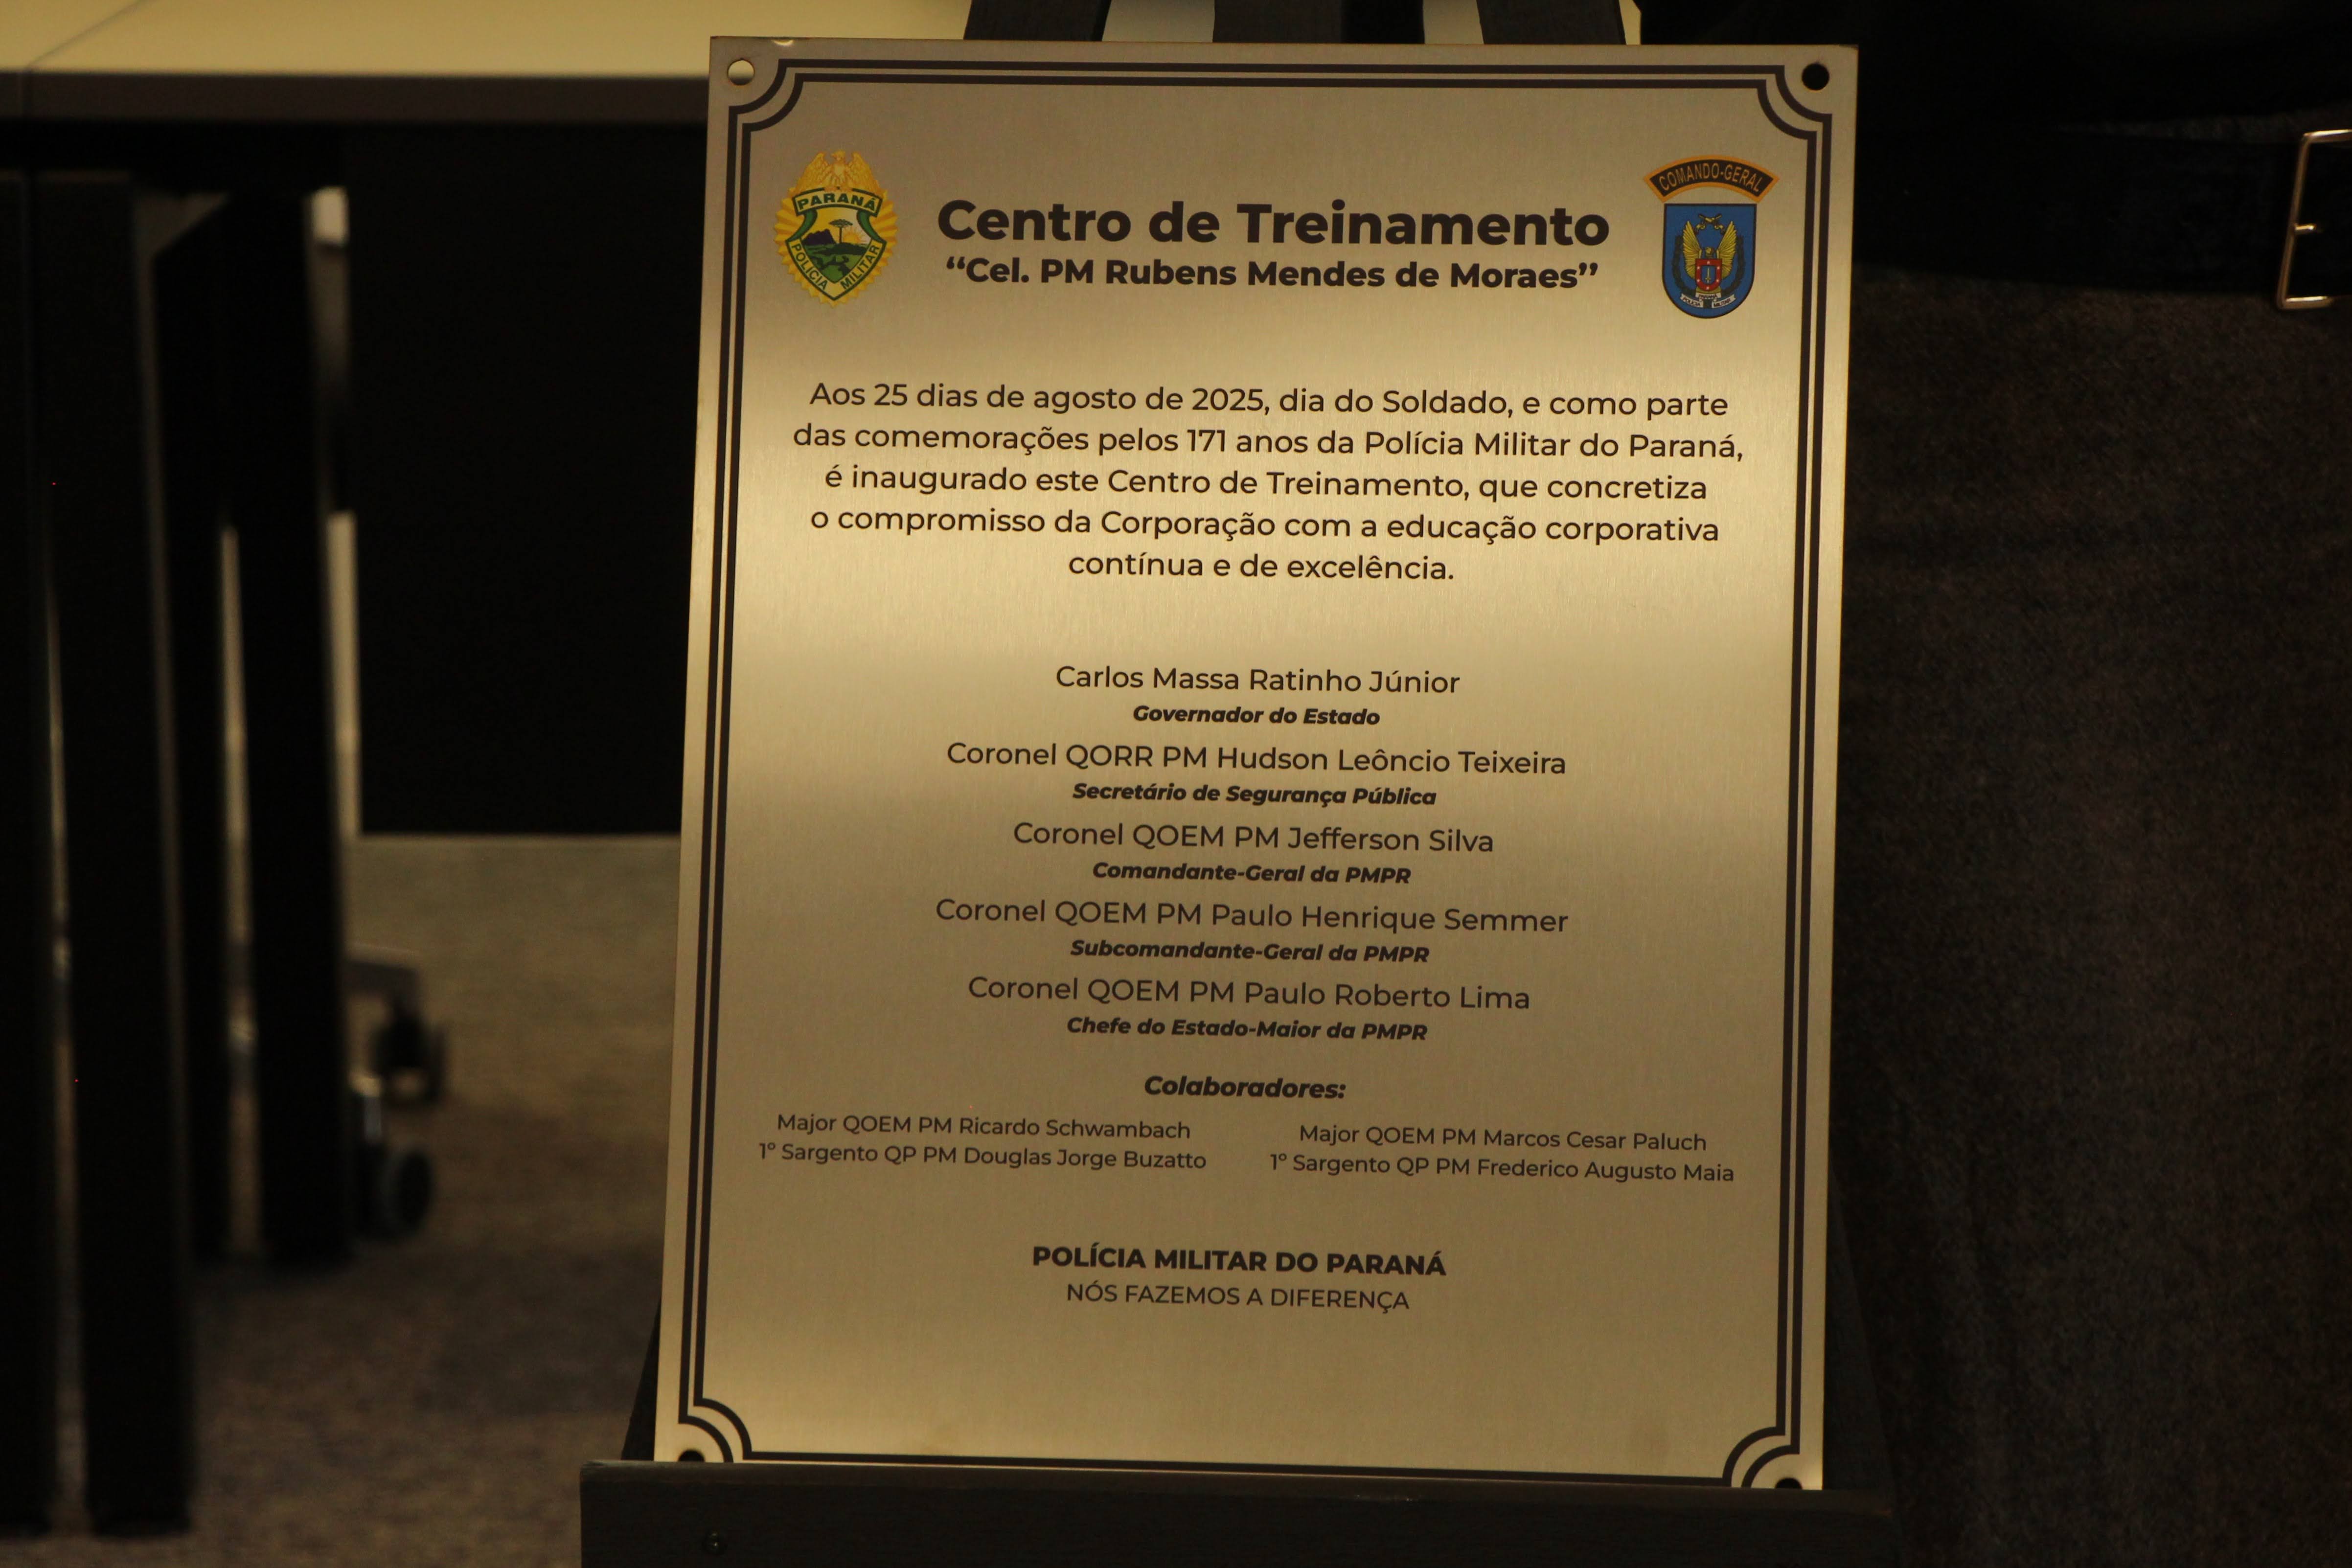 PARANÁ
POLÍCIA MILITAR
COMANDO-GERAL
Centro de Treinamento
“Cel. PM Rubens Mendes de Moraes”
Aos 25 dias de agosto de 2025, dia do Soldado, e como parte
das comemorações pelos 171 anos da Polícia Militar do Paraná,
é inaugurado este Centro de Treinamento, que concretiza
o compromisso da Corporação com a educação corporativa
contínua e de excelência.
Carlos Massa Ratinho Júnior
Governador do Estado
Coronel QORR PM Hudson Leôncio Teixeira
Secretário de Segurança Pública
Coronel QOEM PM Jefferson Silva
Comandante-Geral da PMPR
Coronel QOEM PM Paulo Henrique Semmer
Subcomandante-Geral da PMPR
Coronel QOEM PM Paulo Roberto Lima
Chefe do Estado-Maior da PMPR
Colaboradores:
Major QOEM PM Ricardo Schwambach
1º Sargento QP PM Douglas Jorge Buzatto
Major QOEM PM Marcos Cesar Paluch
1º Sargento QP PM Frederico Augusto Maia
POLÍCIA MILITAR DO PARANÁ
NÓS FAZEMOS A DIFERENÇA